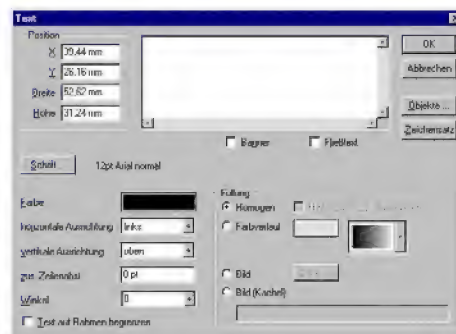 Text
Position
X 39,44 mm
Y 26,16 mm
Breite 52,62 mm
Höhe 31,24 mm
OK
Abbrechen
Objekte ...
Zeichensatz
Banner
Fließtext
Schrift ...
12pt Arial normal
Farbe
horizontale Ausrichtung links
vertikale Ausrichtung oben
zus. Zeilenabst. 0 pt
Winkel 0
Text auf Rahmen begrenzen
Füllung
Homogen
Farbverlauf
Bild
Bild (Kachel)